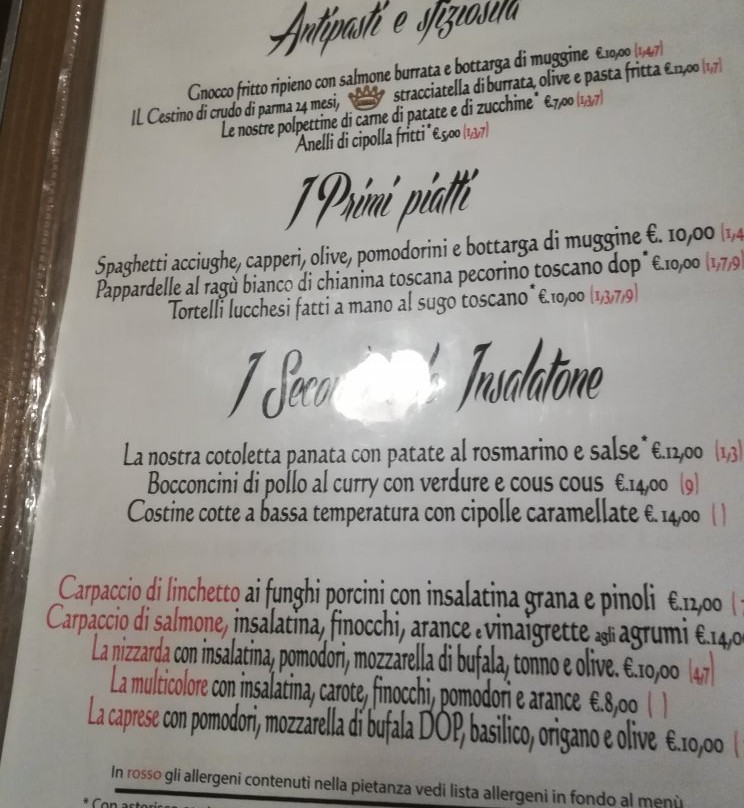 Antipasti e sfiziosità
Gnocco fritto ripieno con salmone burrata e bottarga di muggine €.10,00 (1,4,7)
IL Cestino di crudo di parma 24 mesi, stracciatella di burrata, olive e pasta fritta €.12,00 (1,7)
Le nostre polpettine di carne di patate e di zucchine* €.7,00 (1,3,7)
Anelli di cipolla fritti* €.5,00 (1,3,7)
I Primi piatti
Spaghetti acciughe, capperi, olive, pomodorini e bottarga di muggine €. 10,00 (1,4
Pappardelle al ragù bianco di chianina toscana pecorino toscano dop* €.10,00 (1,7,9)
Tortelli lucchesi fatti a mano al sugo toscano* €.10,00 (1,3,7,9)
I Insalatone
La nostra cotoletta panata con patate al rosmarino e salse* €.12,00 (1,3)
Bocconcini di pollo al curry con verdure e cous cous €.14,00 (9)
Costine cotte a bassa temperatura con cipolle caramellate €. 14,00 ( )
Carpaccio di linchetto ai funghi porcini con insalatina grana e pinoli €.12,00 (
Carpaccio di salmone, insalatina, finocchi, arance e vinaigrette agli agrumi €.14,0
La nizzarda con insalatina, pomodori, mozzarella di bufala, tonno e olive. €.10,00 (4,7)
La multicolore con insalatina, carote, finocchi, pomodori e arance €.8,00 ( )
La caprese con pomodori, mozzarella di bufala DOP, basilico, origano e olive €.10,00 (
In rosso gli allergeni contenuti nella pietanza vedi lista allergeni in fondo al menù
* Con